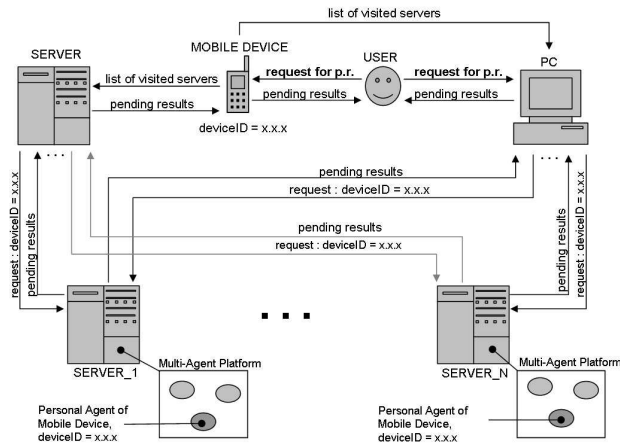 list of visited servers
SERVER
MOBILE DEVICE
USER
PC
list of visited servers
request for p.r.
request for p.r.
pending results
pending results
pending results
deviceID = x.x.x
. . .
. . .
pending results
request : deviceID = x.x.x
pending results
request : deviceID = x.x.x
request : deviceID = x.x.x
pending results
pending results
request : deviceID = x.x.x
. . .
Multi-Agent Platform
Multi-Agent Platform
SERVER_1
SERVER_N
Personal Agent of
Mobile Device,
deviceID = x.x.x
Personal Agent of
Mobile Device,
deviceID = x.x.x